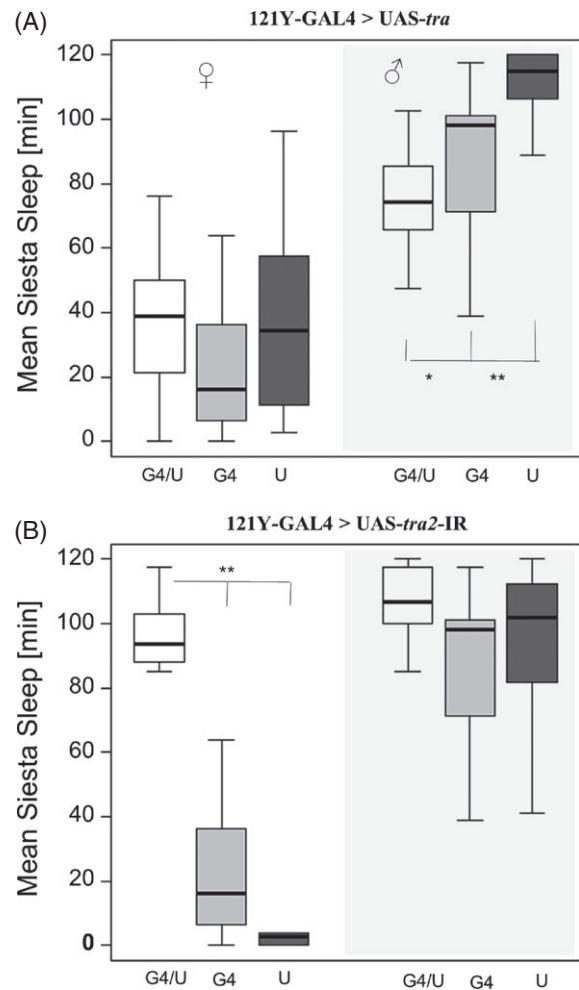 (A)
121Y-GAL4 > UAS-tra
Mean Siesta Sleep [min]
120
100
80
60
40
20
0
♀
♂
* **
G4/U G4 U G4/U G4 U
(B)
121Y-GAL4 > UAS-tra2-IR
Mean Siesta Sleep [min]
120
100
80
60
40
20
0
**
G4/U G4 U G4/U G4 U